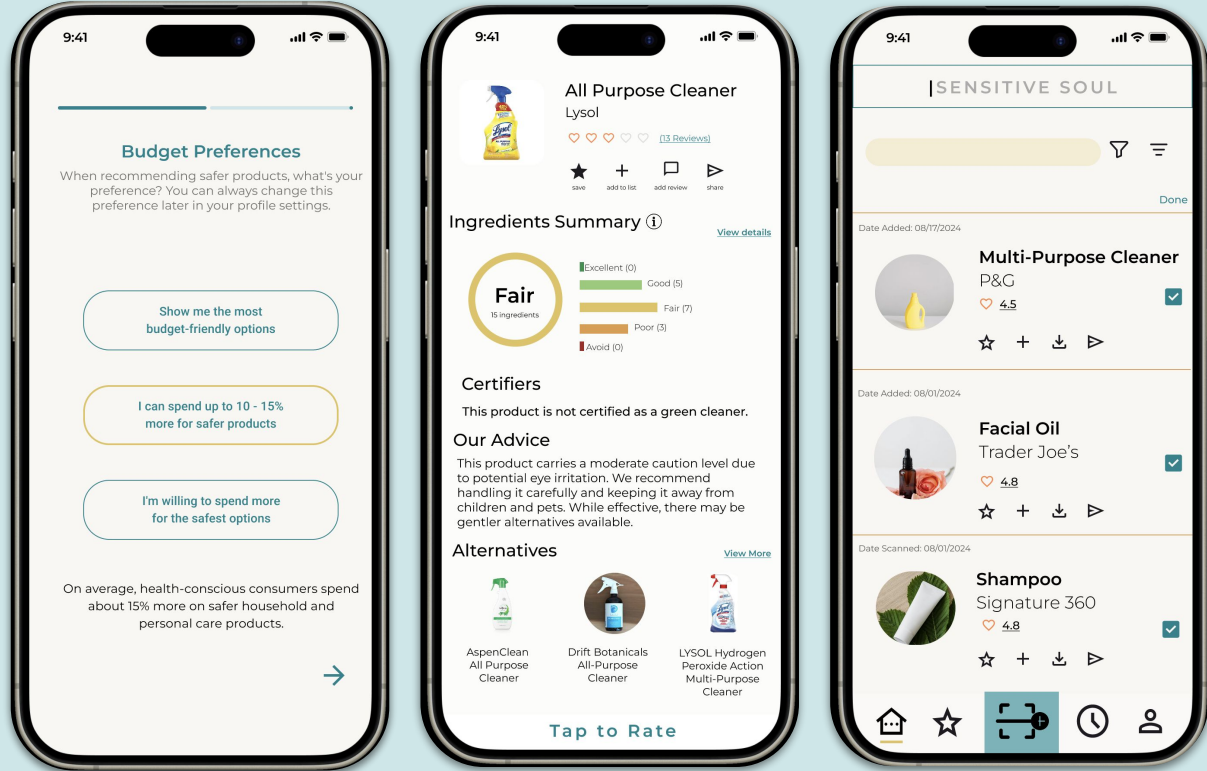 9:41
Budget Preferences
When recommending safer products, what's your
preference? You can always change this
preference later in your profile settings.
Show me the most
budget-friendly options
I can spend up to 10 - 15%
more for safer products
I'm willing to spend more
for the safest options
On average, health-conscious consumers spend
about 15% more on safer household and
personal care products.
9:41
Lysol
All Purpose Cleaner
Lysol
(13 Reviews)
save
add to list
add review
share
Ingredients Summary
View details
Fair
15 ingredients
Excellent (0)
Good (5)
Fair (7)
Poor (3)
Avoid (0)
Certifiers
This product is not certified as a green cleaner.
Our Advice
This product carries a moderate caution level due
to potential eye irritation. We recommend
handling it carefully and keeping it away from
children and pets. While effective, there may be
gentler alternatives available.
Alternatives
View More
Lysol
AspenClean
All Purpose
Cleaner
Drift Botanicals
All-Purpose
Cleaner
LYSOL Hydrogen
Peroxide Action
Multi-Purpose
Cleaner
Tap to Rate
9:41
SENSITIVE SOUL
Done
Date Added: 08/17/2024
Multi-Purpose Cleaner
P&G
4.5
Date Added: 08/01/2024
Facial Oil
Trader Joe's
4.8
Date Scanned: 08/01/2024
Shampoo
Signature 360
4.8